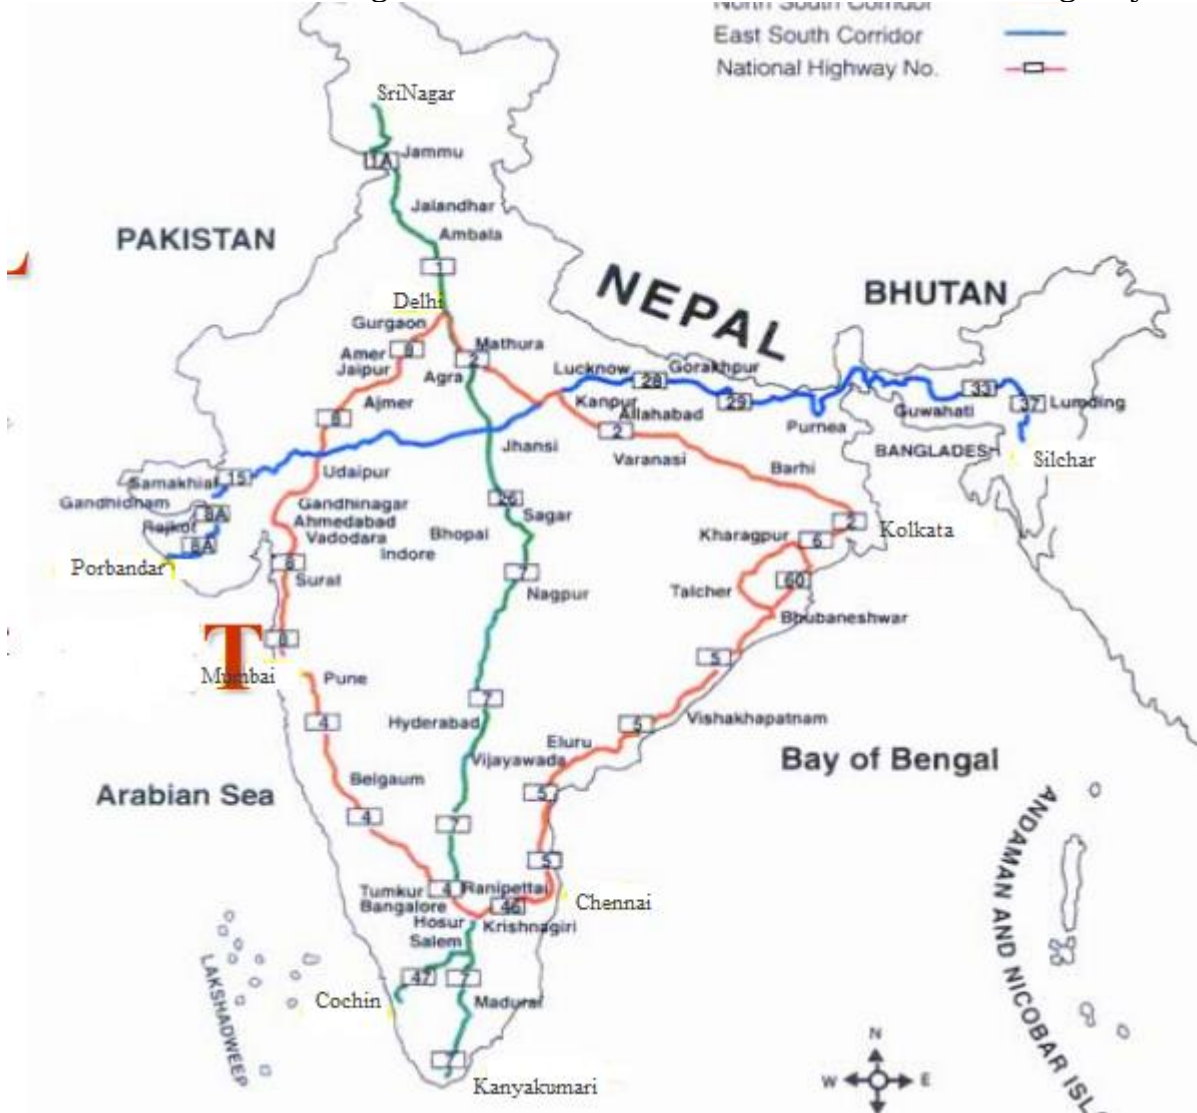 North South Corridor
East South Corridor
National Highway No.
SriNagar
1A
Jammu
Jalandhar
Ambala
PAKISTAN
1
NEPAL
BHUTAN
Delhi
Gurgaon
8
Amer
Jaipur
Mathura
2
Agra
Lucknow
28
Gorakhpur
29
Kanpur
Allahabad
2
Purnea
33
37
Lumding
Guwahati
BANGLADESH
Silchar
Ajmer
8
Jhansi
Varanasi
Barhi
Udaipur
Samakhiali
15
Gandhidham
8A
Rajkot
8A
Porbandar
Gandhinagar
Ahmedabad
Vadodara
Indore
Bhopal
26
Sagar
Kharagpur
6
2
Kolkata
8
Surat
7
Nagpur
Talcher
60
Bhubaneshwar
8
T
Mumbai
Pune
4
7
5
Hyderabad
5
Vishakhapatnam
Eluru
Vijayawada
Bay of Bengal
Arabian Sea
Belgaum
4
7
5
5
Tumkur
Bangalore
4
Ranipettai
46
Chennai
Hosur
Krishnagiri
Salem
47
7
Cochin
Madurai
7
Kanyakumari
LAKSHADWEEP
ANDAMAN AND NICOBAR ISL
N
W
E